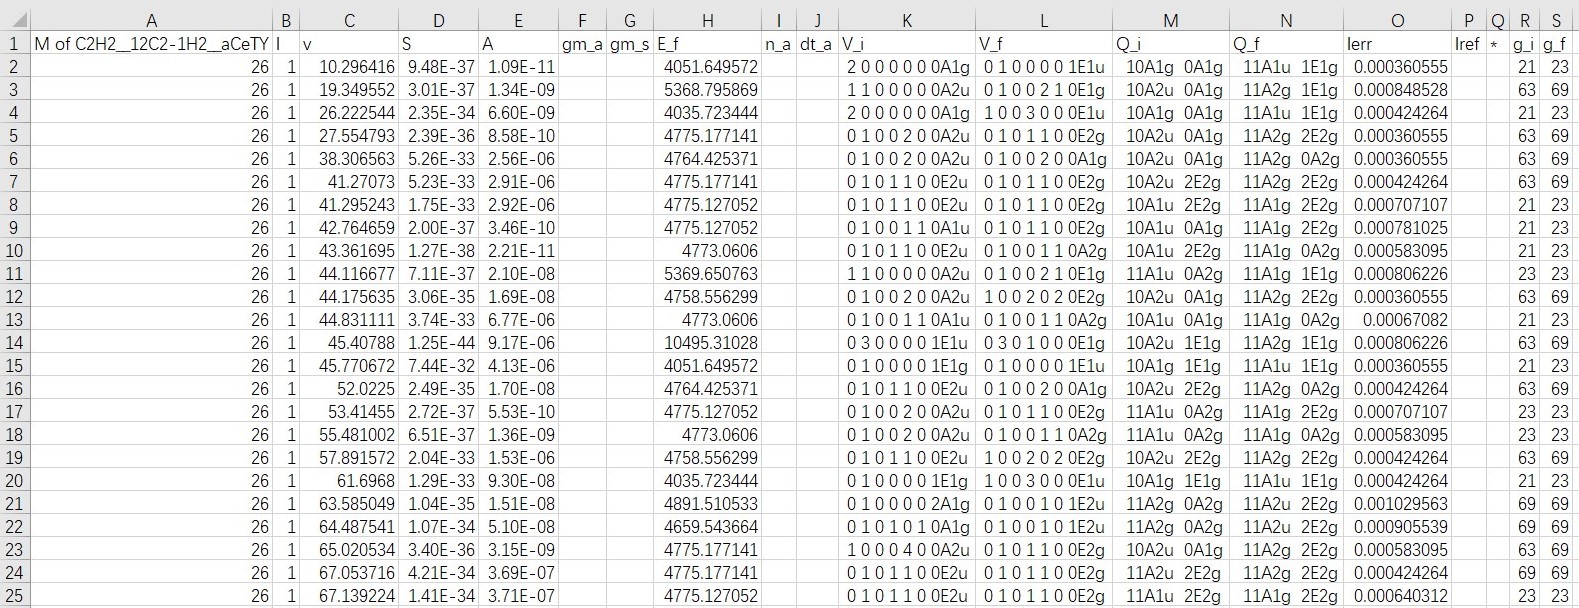 A B C D E F G H I J K L M N O P Q R S
1 M of C2H2__12C2-1H2__aCeTY I v S A gm_a gm_s E_f n_a dt_a V_i V_f Q_i Q_f Ierr Iref * g_i g_f
2 26 1 10.296416 9.48E-37 1.09E-11 4051.649572 2 0 0 0 0 0 0A1g 0 1 0 0 0 0 1E1u 10A1g 0A1g 11A1u 1E1g 0.000360555 21 23
3 26 1 19.349552 3.01E-37 1.34E-09 5368.795869 1 1 0 0 0 0 0A2u 0 1 0 0 2 1 0E1g 10A2u 0A1g 11A2g 1E1g 0.000848528 63 69
4 26 1 26.222544 2.35E-34 6.60E-09 4035.723444 2 0 0 0 0 0 0A1g 1 0 0 3 0 0 0E1u 10A1g 0A1g 11A1u 1E1g 0.000424264 21 23
5 26 1 27.554793 2.39E-36 8.58E-10 4775.177141 0 1 0 0 2 0 0A2u 0 1 0 1 1 0 0E2g 10A2u 0A1g 11A2g 2E2g 0.000360555 63 69
6 26 1 38.306563 5.26E-33 2.56E-06 4764.425371 0 1 0 0 2 0 0A2u 0 1 0 0 2 0 0A1g 10A2u 0A1g 11A2g 0A2g 0.000360555 63 69
7 26 1 41.27073 5.23E-33 2.91E-06 4775.177141 0 1 0 1 1 0 0E2u 0 1 0 1 1 0 0E2g 10A2u 2E2g 11A2g 2E2g 0.000424264 63 69
8 26 1 41.295243 1.75E-33 2.92E-06 4775.127052 0 1 0 1 1 0 0E2u 0 1 0 1 1 0 0E2g 10A1u 2E2g 11A1g 2E2g 0.000707107 21 23
9 26 1 42.764659 2.00E-37 3.46E-10 4775.127052 0 1 0 0 1 1 0A1u 0 1 0 1 1 0 0E2g 10A1u 0A1g 11A1g 2E2g 0.000781025 21 23
10 26 1 43.361695 1.27E-38 2.21E-11 4773.0606 0 1 0 1 1 0 0E2u 0 1 0 0 1 1 0A2g 10A1u 2E2g 11A1g 0A2g 0.000583095 21 23
11 26 1 44.116677 7.11E-37 2.10E-08 5369.650763 1 1 0 0 0 0 0A2u 0 1 0 0 2 1 0E1g 11A1u 0A2g 11A1g 1E1g 0.000806226 23 23
12 26 1 44.175635 3.06E-35 1.69E-08 4758.556299 0 1 0 0 2 0 0A2u 1 0 0 2 0 2 0E2g 10A2u 0A1g 11A2g 2E2g 0.000360555 63 69
13 26 1 44.831111 3.74E-33 6.77E-06 4773.0606 0 1 0 0 1 1 0A1u 0 1 0 0 1 1 0A2g 10A1u 0A1g 11A1g 0A2g 0.00067082 21 23
14 26 1 45.40788 1.25E-44 9.17E-06 10495.31028 0 3 0 0 0 0 1E1u 0 3 0 1 0 0 0E1g 10A2u 1E1g 11A2g 1E1g 0.000806226 63 69
15 26 1 45.770672 7.44E-32 4.13E-06 4051.649572 0 1 0 0 0 0 1E1g 0 1 0 0 0 0 1E1u 10A1g 1E1g 11A1u 1E1g 0.000360555 21 23
16 26 1 52.0225 2.49E-35 1.70E-08 4764.425371 0 1 0 1 1 0 0E2u 0 1 0 0 2 0 0A1g 10A2u 2E2g 11A2g 0A2g 0.000424264 63 69
17 26 1 53.41455 2.72E-37 5.53E-10 4775.127052 0 1 0 0 2 0 0A2u 0 1 0 1 1 0 0E2g 11A1u 0A2g 11A1g 2E2g 0.000707107 23 23
18 26 1 55.481002 6.51E-37 1.36E-09 4773.0606 0 1 0 0 2 0 0A2u 0 1 0 0 1 1 0A2g 11A1u 0A2g 11A1g 0A2g 0.000583095 23 23
19 26 1 57.891572 2.04E-33 1.53E-06 4758.556299 0 1 0 1 1 0 0E2u 1 0 0 2 0 2 0E2g 10A2u 2E2g 11A2g 2E2g 0.000424264 63 69
20 26 1 61.6968 1.29E-33 9.30E-08 4035.723444 0 1 0 0 0 0 1E1g 1 0 0 3 0 0 0E1u 10A1g 1E1g 11A1u 1E1g 0.000424264 21 23
21 26 1 63.585049 1.04E-35 1.51E-08 4891.510533 0 1 0 0 0 0 2A1g 0 1 0 0 1 0 1E2u 11A2g 0A2g 11A2u 2E2g 0.001029563 69 69
22 26 1 64.487541 1.07E-34 5.10E-08 4659.543664 0 1 0 1 0 1 0A1g 0 1 0 0 1 0 1E2u 11A2g 0A2g 11A2u 2E2g 0.000905539 69 69
23 26 1 65.020534 3.40E-36 3.15E-09 4775.177141 1 0 0 0 4 0 0A2u 0 1 0 1 1 0 0E2g 10A2u 0A1g 11A2g 2E2g 0.000583095 63 69
24 26 1 67.053716 4.21E-34 3.69E-07 4775.177141 0 1 0 1 1 0 0E2u 0 1 0 1 1 0 0E2g 11A2u 2E2g 11A2g 2E2g 0.000424264 69 69
25 26 1 67.139224 1.41E-34 3.71E-07 4775.127052 0 1 0 1 1 0 0E2u 0 1 0 1 1 0 0E2g 11A1u 2E2g 11A1g 2E2g 0.000640312 23 23